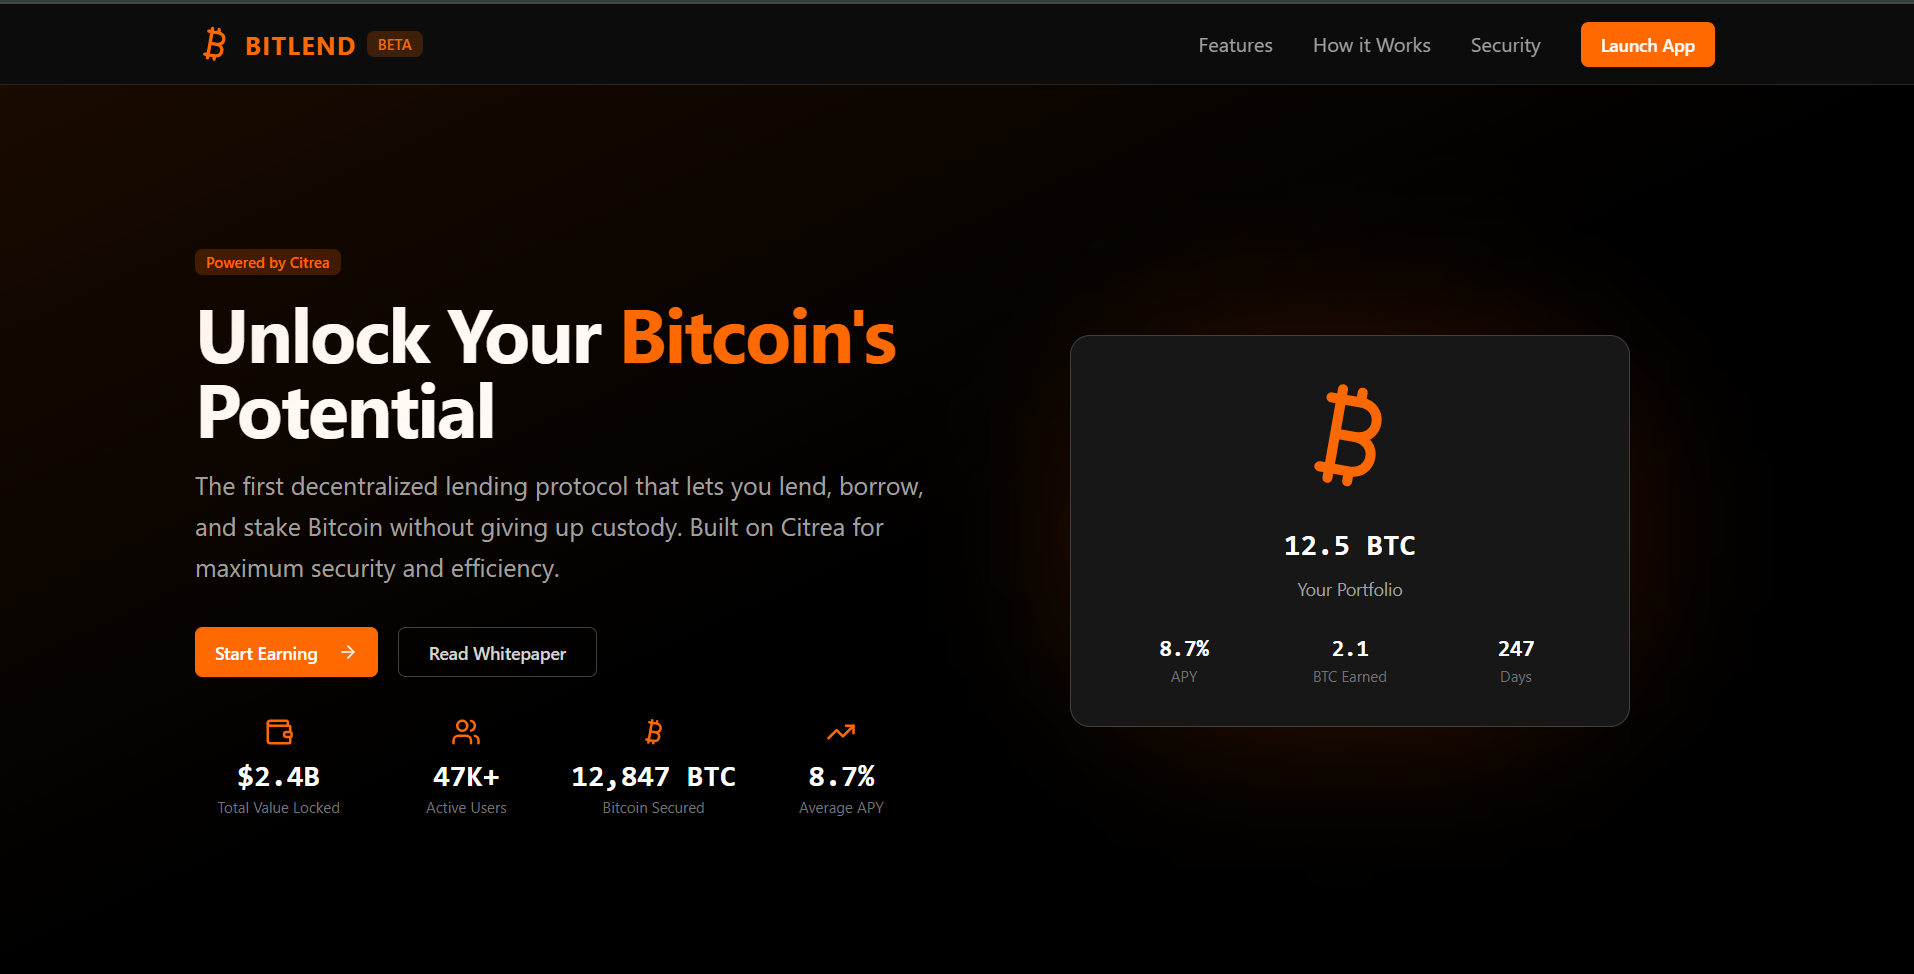 BITLEND BETA
Features How it Works Security Launch App
Powered by Citrea
Unlock Your Bitcoin's
Potential
The first decentralized lending protocol that lets you lend, borrow,
and stake Bitcoin without giving up custody. Built on Citrea for
maximum security and efficiency.
Start Earning → Read Whitepaper
$2.4B 47K+ 12,847 BTC 8.7%
Total Value Locked Active Users Bitcoin Secured Average APY
12.5 BTC
Your Portfolio
8.7% 2.1 247
APY BTC Earned Days